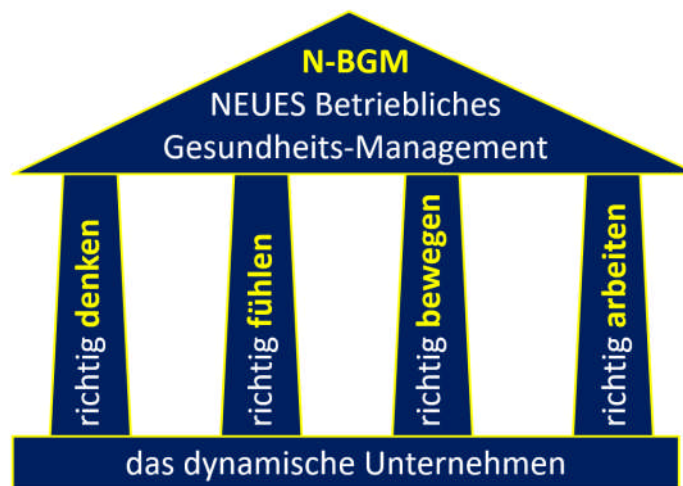 N-BGM
NEUES Betriebliches
Gesundheits-Management
richtig denken
richtig fühlen
richtig bewegen
richtig arbeiten
das dynamische Unternehmen